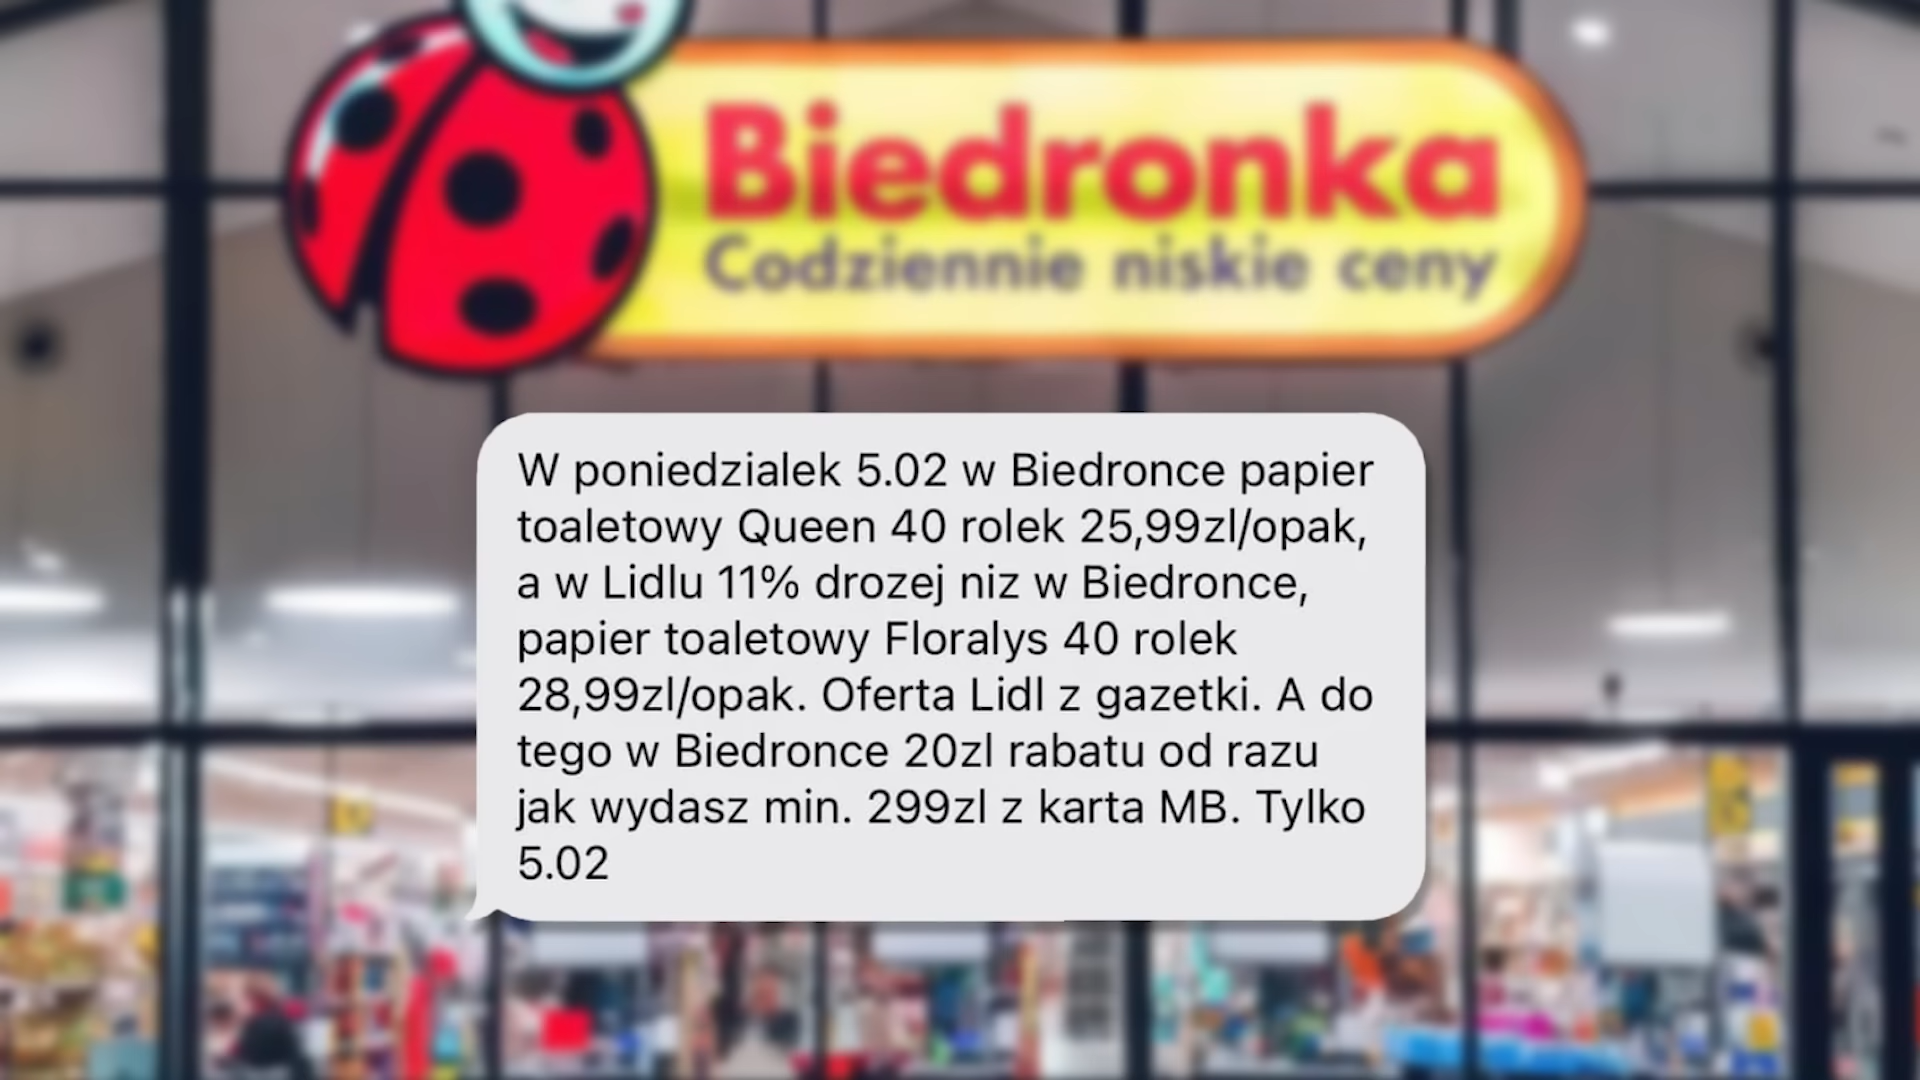 Biedronka
Codziennie niskie ceny
W poniedzialek 5.02 w Biedronce papier
toaletowy Queen 40 rolek 25,99zl/opak,
a w Lidlu 11% drozej niz w Biedronce,
papier toaletowy Floralys 40 rolek
28,99zl/opak. Oferta Lidl z gazetki. A do
tego w Biedronce 20zl rabatu od razu
jak wydasz min. 299zl z karta MB. Tylko
5.02